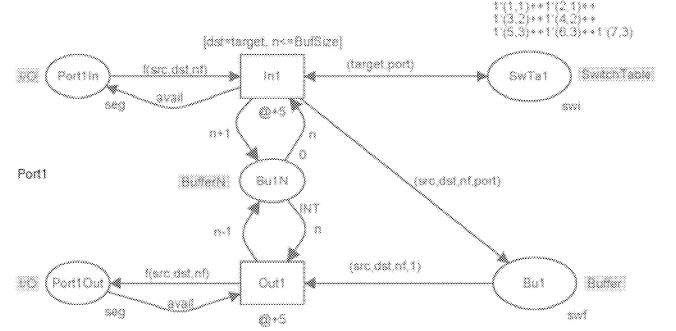 1`(1,1)++1`(2,1)++
1`(3,2)++1`(4,2)++
1`(5,3)++1`(6,3)++1`(7,3)
[dst=target, n<=BufSize]
I/O
Port1In
f(src,dst,nf)
In1
(target,port)
SwTa1
SwitchTable
avail
seg
@+5
swi
n+1
n
0
Port1
BufferN
Bu1N
(src,dst,nf,port)
INT
n-1
n
I/O
Port1Out
f(src,dst,nf)
Out1
(src,dst,nf,1)
Bu1
Buffer
avail
seg
@+5
swf